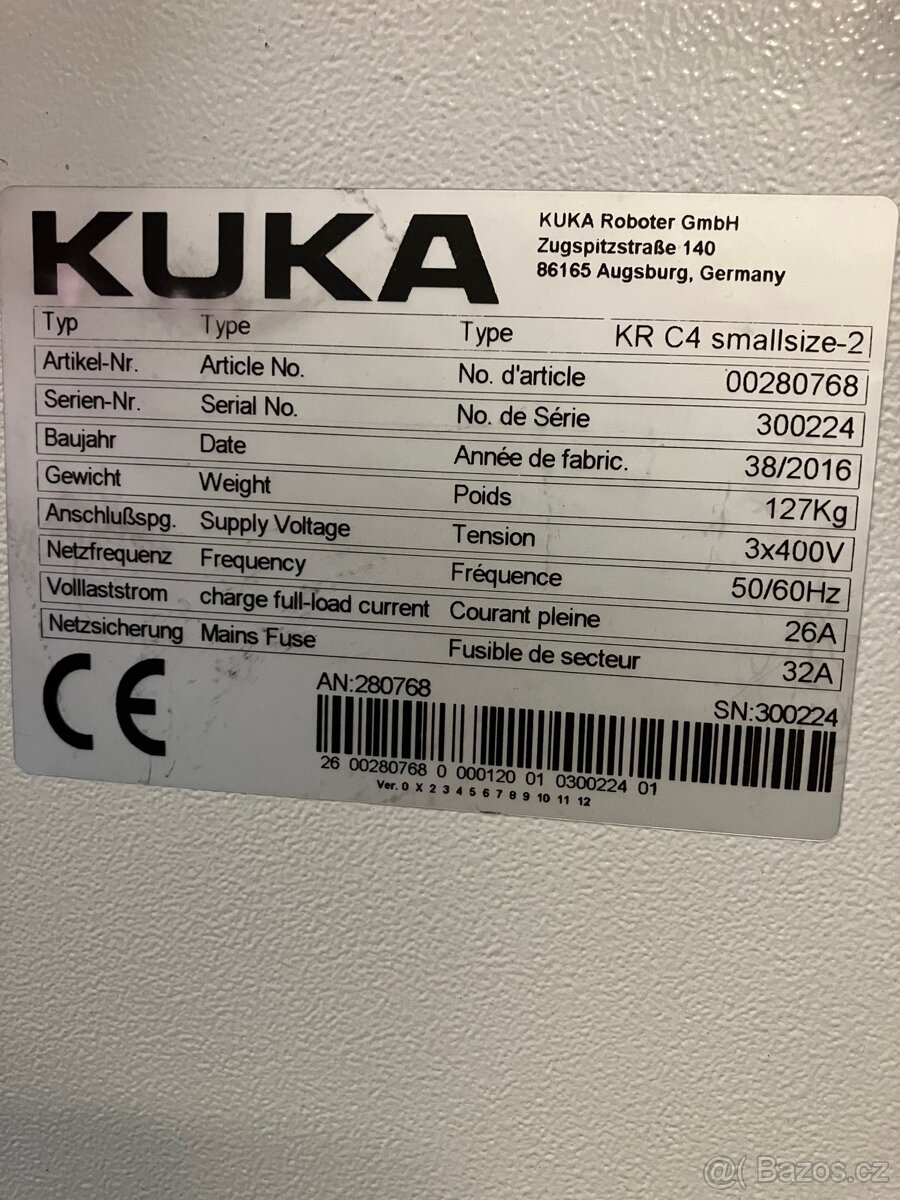 KUKA
KUKA Roboter GmbH
Zugspitzstraße 140
86165 Augsburg, Germany
Typ Type Type KR C4 smallsize-2
Artikel-Nr. Article No. No. d'article 00280768
Serien-Nr. Serial No. No. de Série 300224
Baujahr Date Année de fabric. 38/2016
Gewicht Weight Poids 127Kg
Anschlußspg. Supply Voltage Tension 3x400V
Netzfrequenz Frequency Fréquence 50/60Hz
Volllaststrom charge full-load current Courant pleine 26A
Netzsicherung Mains Fuse Fusible de secteur 32A
CE
AN:280768 SN:300224
26 00280768 0 000120 01 0300224 01
Ver. 0 X 2 3 4 5 6 7 8 9 10 11 12
@( Bazos.cz